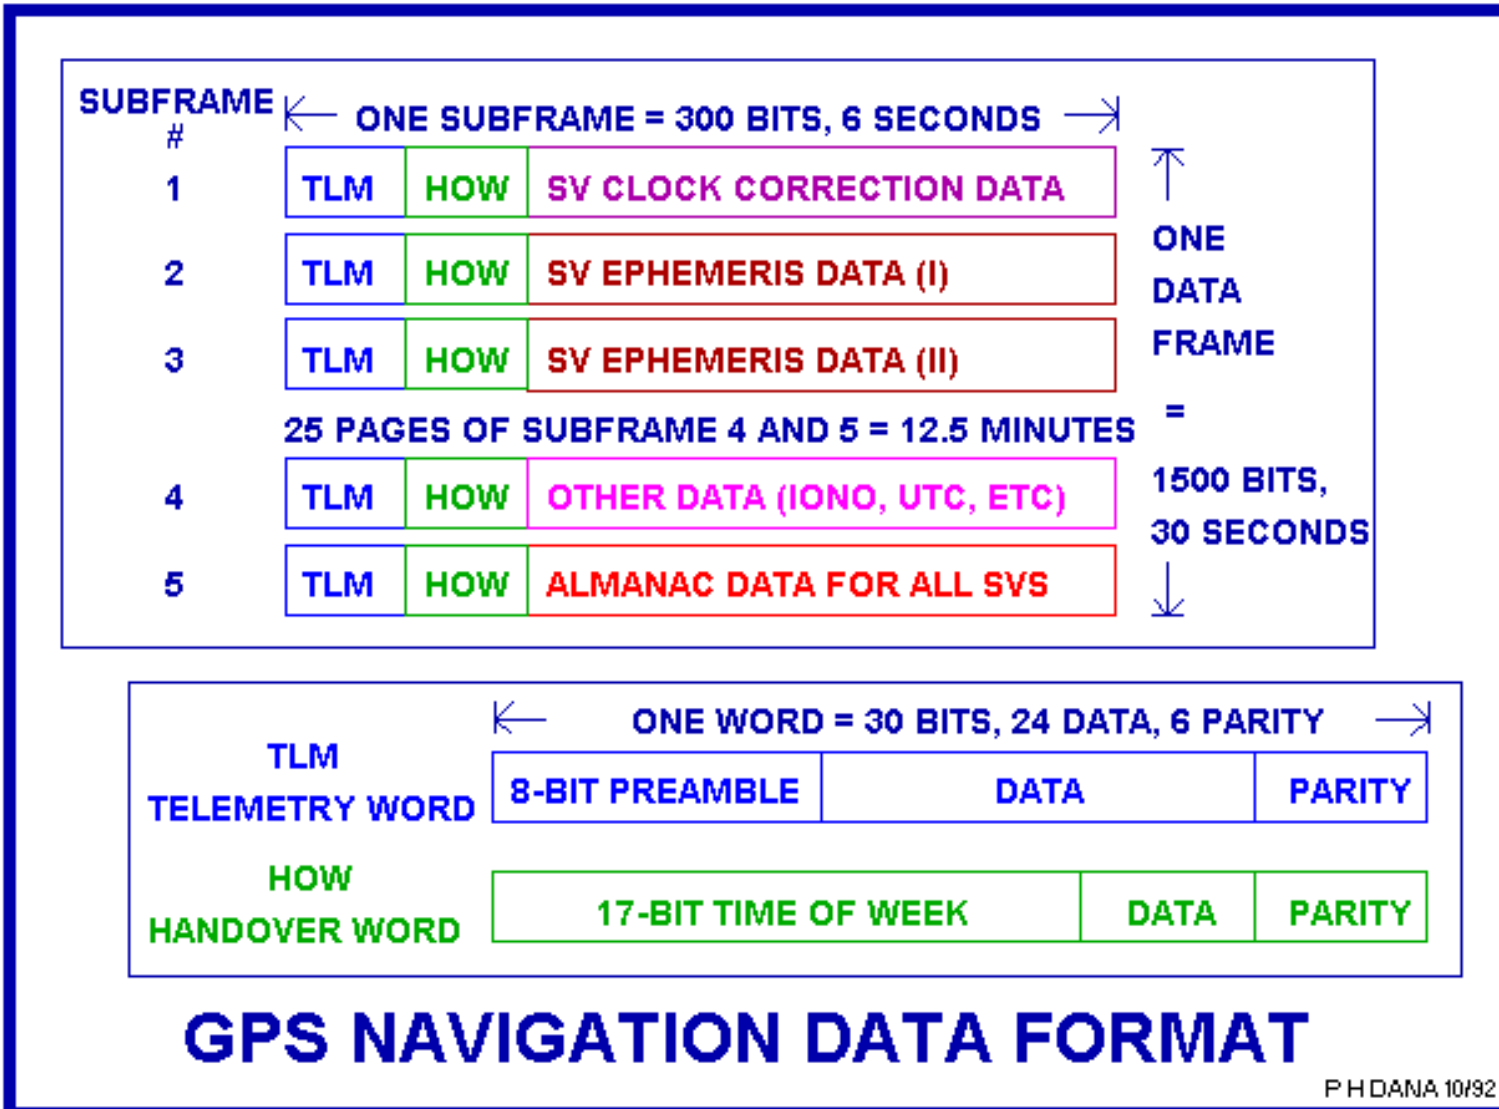 SUBFRAME
#
ONE SUBFRAME = 300 BITS, 6 SECONDS
1 TLM HOW SV CLOCK CORRECTION DATA
2 TLM HOW SV EPHEMERIS DATA (I)
3 TLM HOW SV EPHEMERIS DATA (II)
25 PAGES OF SUBFRAME 4 AND 5 = 12.5 MINUTES
4 TLM HOW OTHER DATA (IONO, UTC, ETC)
5 TLM HOW ALMANAC DATA FOR ALL SVS
ONE
DATA
FRAME
=
1500 BITS,
30 SECONDS
ONE WORD = 30 BITS, 24 DATA, 6 PARITY
TLM
TELEMETRY WORD
8-BIT PREAMBLE DATA PARITY
HOW
HANDOVER WORD
17-BIT TIME OF WEEK DATA PARITY
GPS NAVIGATION DATA FORMAT
P H DANA 10/92